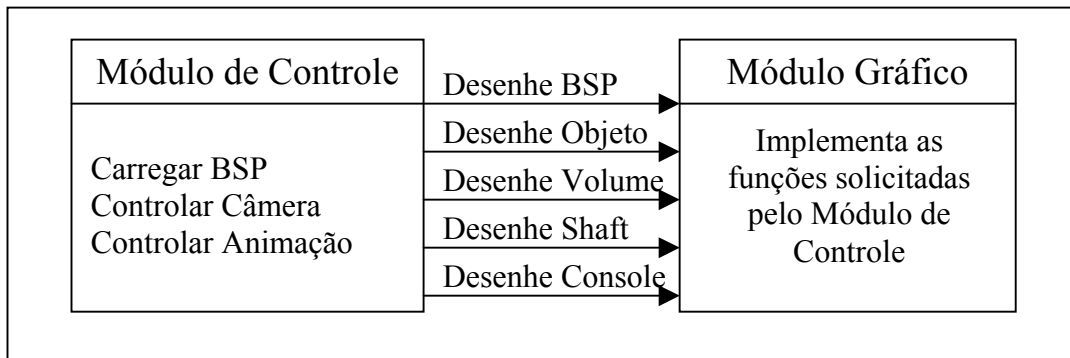 Módulo de Controle
Carregar BSP
Controlar Câmera
Controlar Animação
Desenhe BSP
Desenhe Objeto
Desenhe Volume
Desenhe Shaft
Desenhe Console
Módulo Gráfico
Implementa as
funções solicitadas
pelo Módulo de
Controle